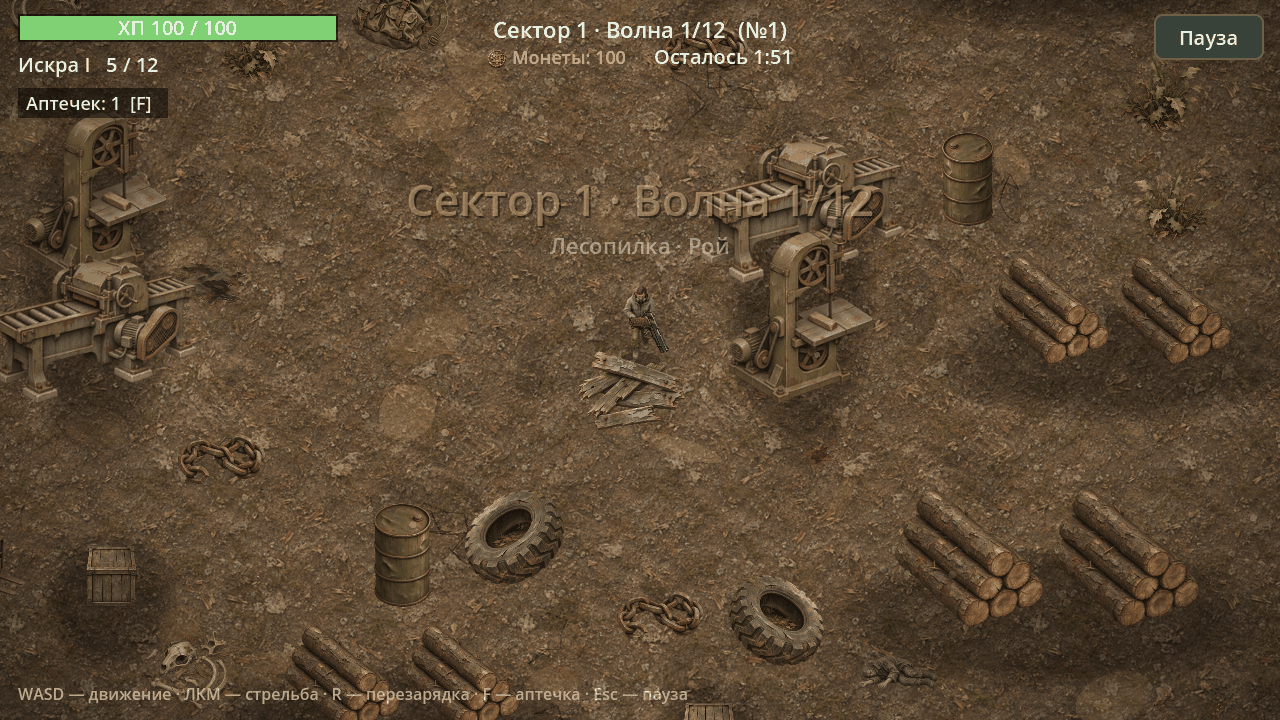 ХП 100 / 100
Искра I 5 / 12
Аптечек: 1 [F]
Сектор 1 · Волна 1/12 (№1)
Монеты: 100 Осталось 1:51
Пауза
Сектор 1 · Волна 1/12
Лесопилка · Рой
WASD — движение · ЛКМ — стрельба · R — перезарядка · F — аптечка · Esc — пауза